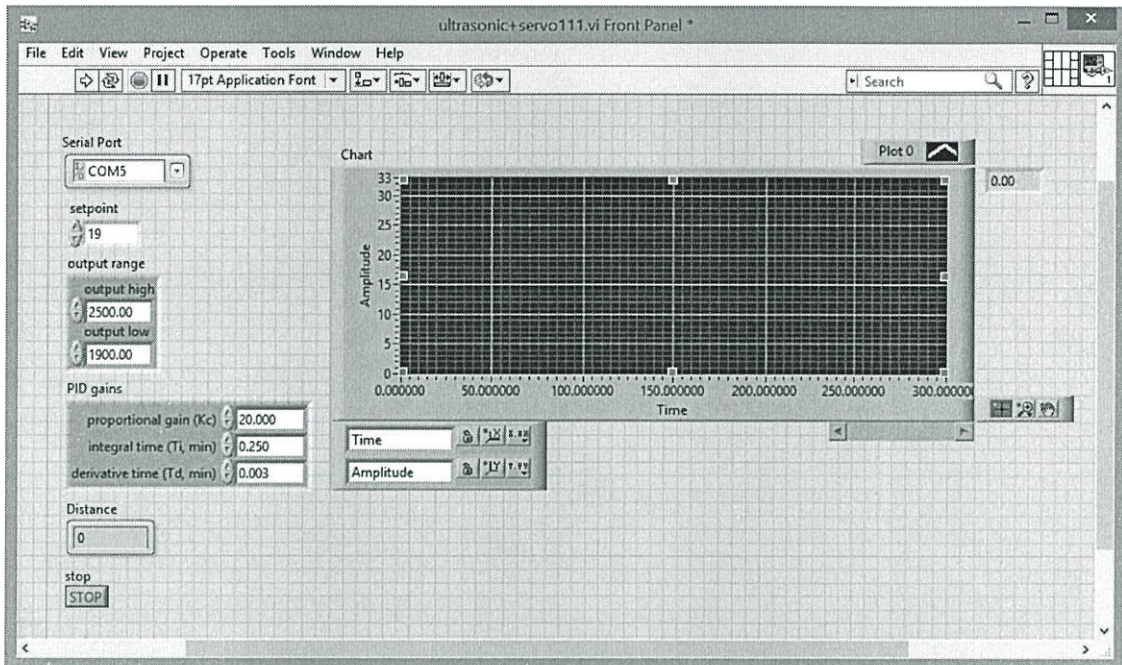 ultrasonic+servo111.vi Front Panel *
File Edit View Project Operate Tools Window Help
17pt Application Font
Search
?
1
Serial Port
COM5
setpoint
19
output range
output high
2500.00
output low
1900.00
PID gains
proportional gain (Kc) 20.000
integral time (Ti, min) 0.250
derivative time (Td, min) 0.003
Distance
0
stop
STOP
Chart
Plot 0
0.00
Amplitude
33
30
25
20
15
10
5
0
0.000000 50.000000 100.000000 150.000000 200.000000 250.000000 300.000000
Time
Time
Amplitude